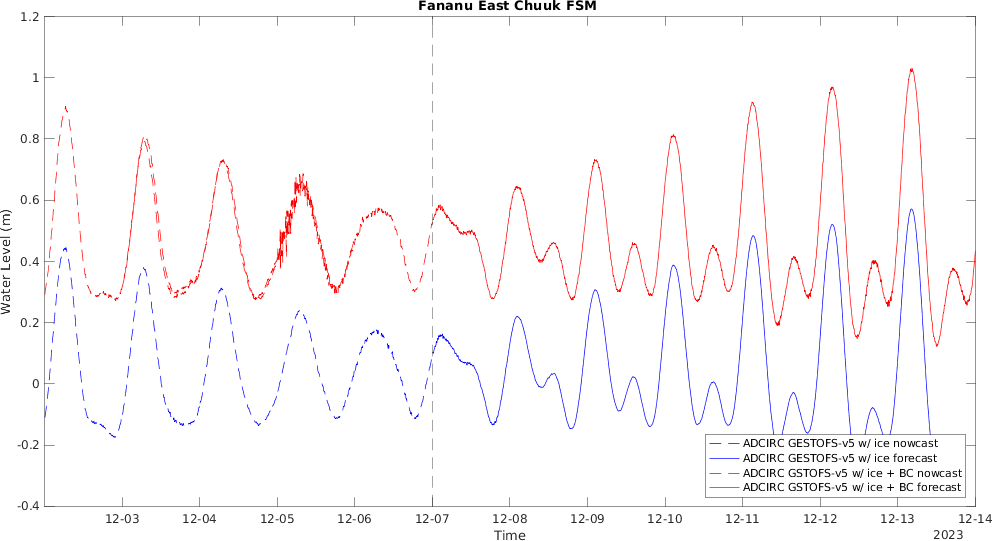 Fananu East Chuuk FSM
1.2
1
0.8
0.6
0.4
0.2
0
-0.2
-0.4
Water Level (m)
ADCIRC GESTOFS-v5 w/ ice nowcast
ADCIRC GESTOFS-v5 w/ ice forecast
ADCIRC GSTOFS-v5 w/ ice + BC nowcast
ADCIRC GSTOFS-v5 w/ ice + BC forecast
12-03 12-04 12-05 12-06 12-07 12-08 12-09 12-10 12-11 12-12 12-13 12-14
Time
2023